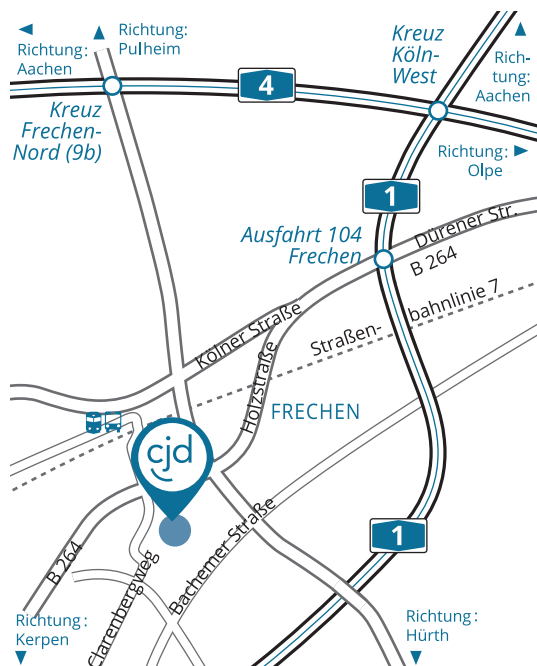 Richtung:
Aachen
Richtung:
Pulheim
Kreuz
Köln-
West
Rich-
tung:
Aachen
4
Kreuz
Frechen-
Nord (9b)
Richtung:
Olpe
1
Ausfahrt 104
Frechen
Dürener Str.
B 264
Straßen-
bahnlinie 7
Kölner Straße
Holzstraße
FRECHEN
cjd
1
B 264
Clarenbergweg
Bachemer Straße
Richtung:
Kerpen
Richtung:
Hürth